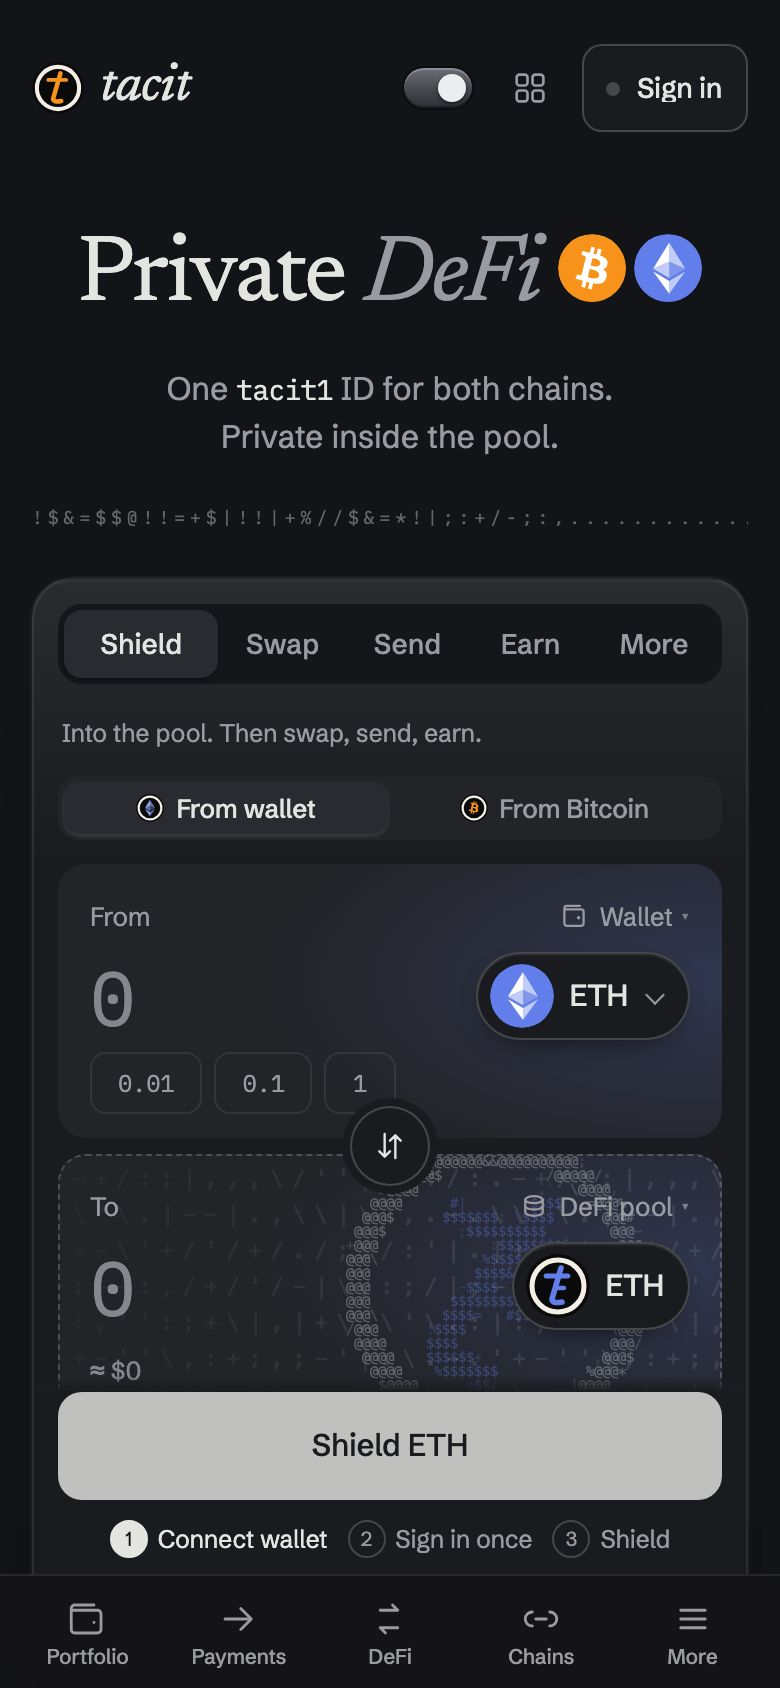 tacit
Sign in
Private DeFi
One tacit1 ID for both chains.
Private inside the pool.
!$&=$$@!!=+$|!!|+%//$&=*!|;:+/-;:,............
Shield Swap Send Earn More
Into the pool. Then swap, send, earn.
From wallet From Bitcoin
From Wallet
0 ETH
0.01 0.1 1
To DeFi pool
0 ETH
≈ $0
Shield ETH
1 Connect wallet 2 Sign in once 3 Shield
Portfolio Payments DeFi Chains More